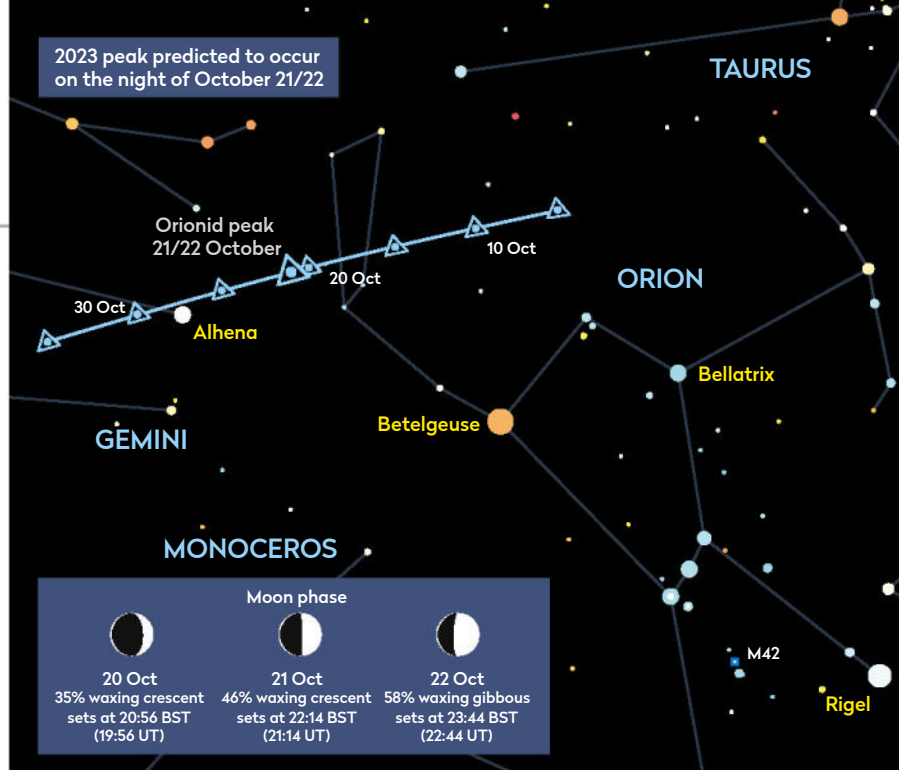 2023 peak predicted to occur
on the night of October 21/22
TAURUS
Orionid peak
21/22 October
10 Oct
20 Oct
ORION
30 Oct
Alhena
Bellatrix
Betelgeuse
GEMINI
MONOCEROS
Moon phase
20 Oct
35% waxing crescent
sets at 20:56 BST
(19:56 UT)
21 Oct
46% waxing crescent
sets at 22:14 BST
(21:14 UT)
22 Oct
58% waxing gibbous
sets at 23:44 BST
(22:44 UT)
M42
Rigel